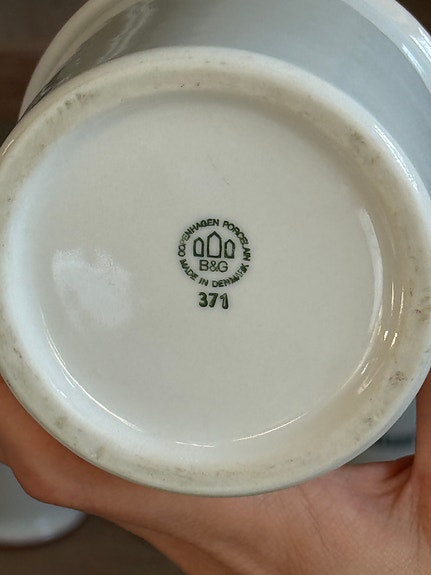 COPENHAGEN PORCELAIN
B&G
MADE IN DENMARK
371